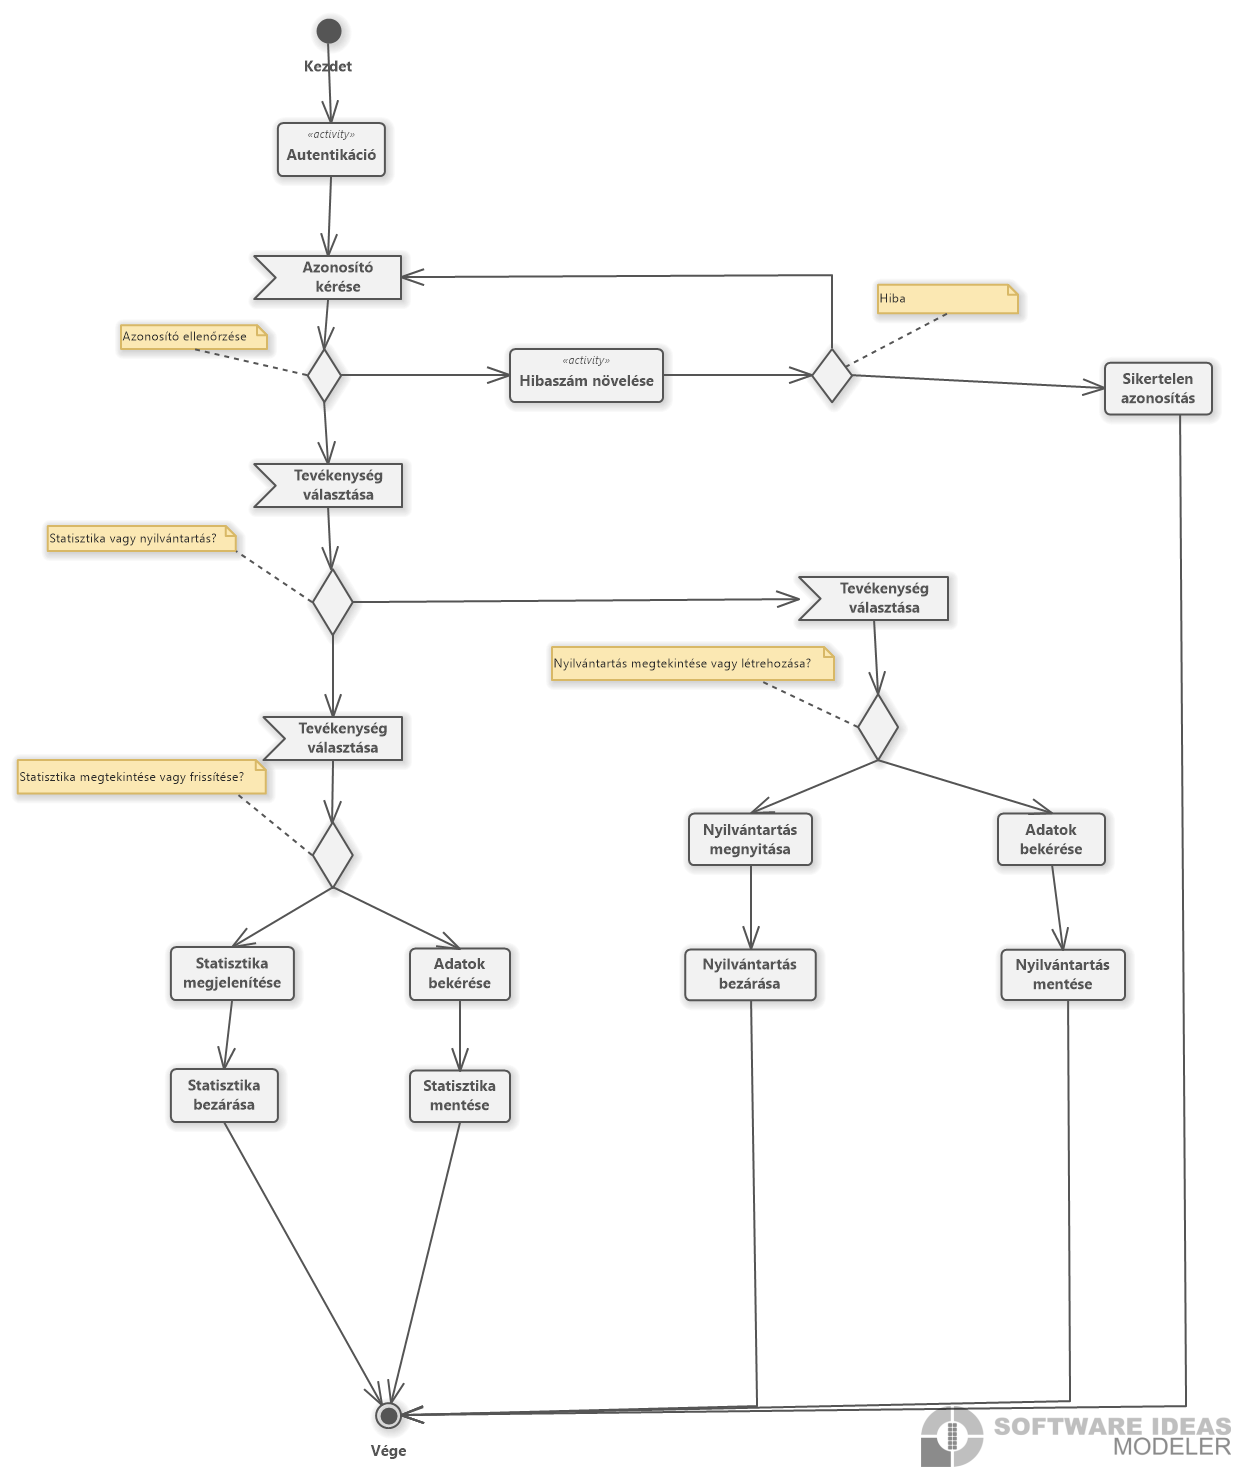 Kezdet
«activity»
Autentikáció
Azonosító
kérése
Hiba
Azonosító ellenőrzése
«activity»
Hibaszám növelése
Sikertelen
azonosítás
Tevékenység
választása
Statisztika vagy nyilvántartás?
Tevékenység
választása
Nyilvántartás megtekintése vagy létrehozása?
Tevékenység
választása
Statisztika megtekintése vagy frissítése?
Nyilvántartás
megnyitása
Adatok
bekérése
Statisztika
megjelenítése
Adatok
bekérése
Nyilvántartás
bezárása
Nyilvántartás
mentése
Statisztika
bezárása
Statisztika
mentése
Vége
SOFTWARE IDEAS
MODELER